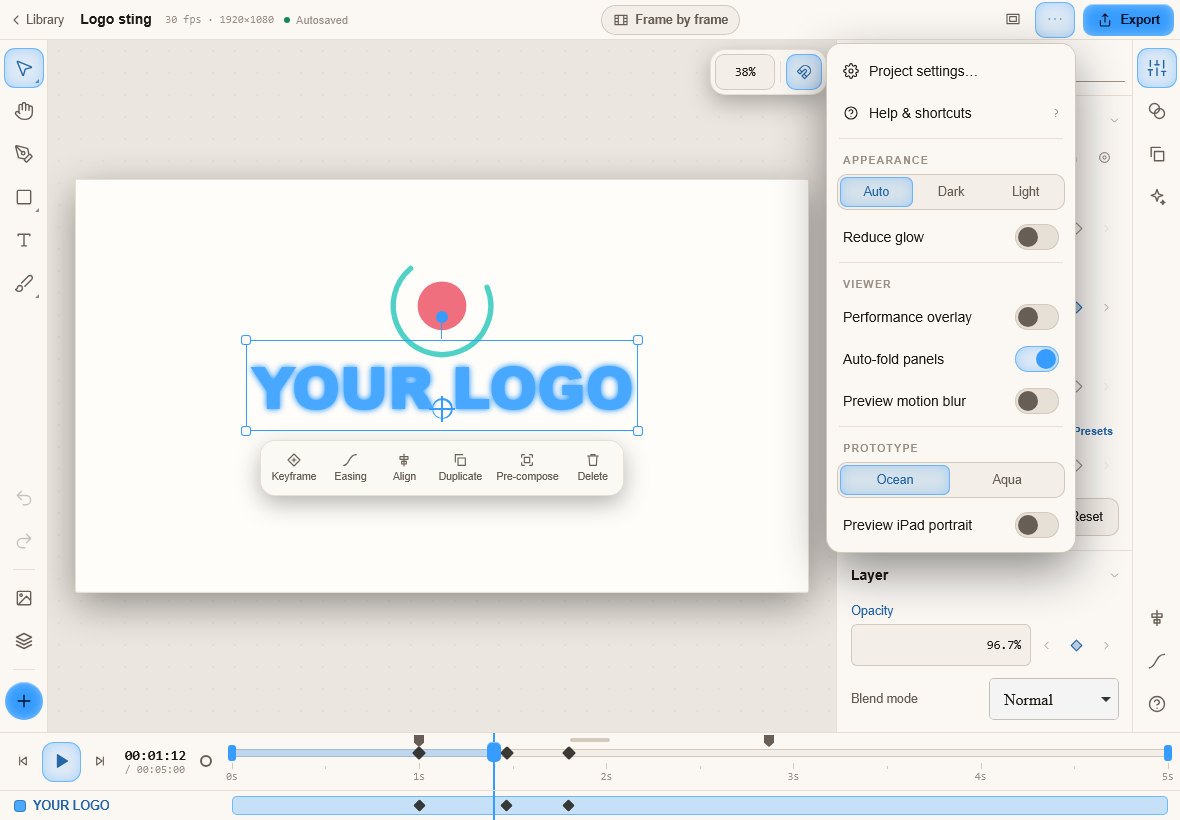 Library
Logo sting
30 fps · 1920×1080
Autosaved
Frame by frame
Export
38%
Project settings…
Help & shortcuts
?
APPEARANCE
Auto
Dark
Light
Reduce glow
VIEWER
Performance overlay
Auto-fold panels
Preview motion blur
PROTOTYPE
Ocean
Aqua
Preview iPad portrait
Presets
Reset
YOUR LOGO
Keyframe
Easing
Align
Duplicate
Pre-compose
Delete
Layer
Opacity
96.7%
Blend mode
Normal
00:01:12
/ 00:05:00
0s
1s
2s
3s
4s
5s
YOUR LOGO